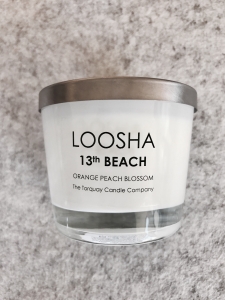 LOOSHA
13th BEACH
ORANGE PEACH BLOSSOM
The Torquay Candle Company